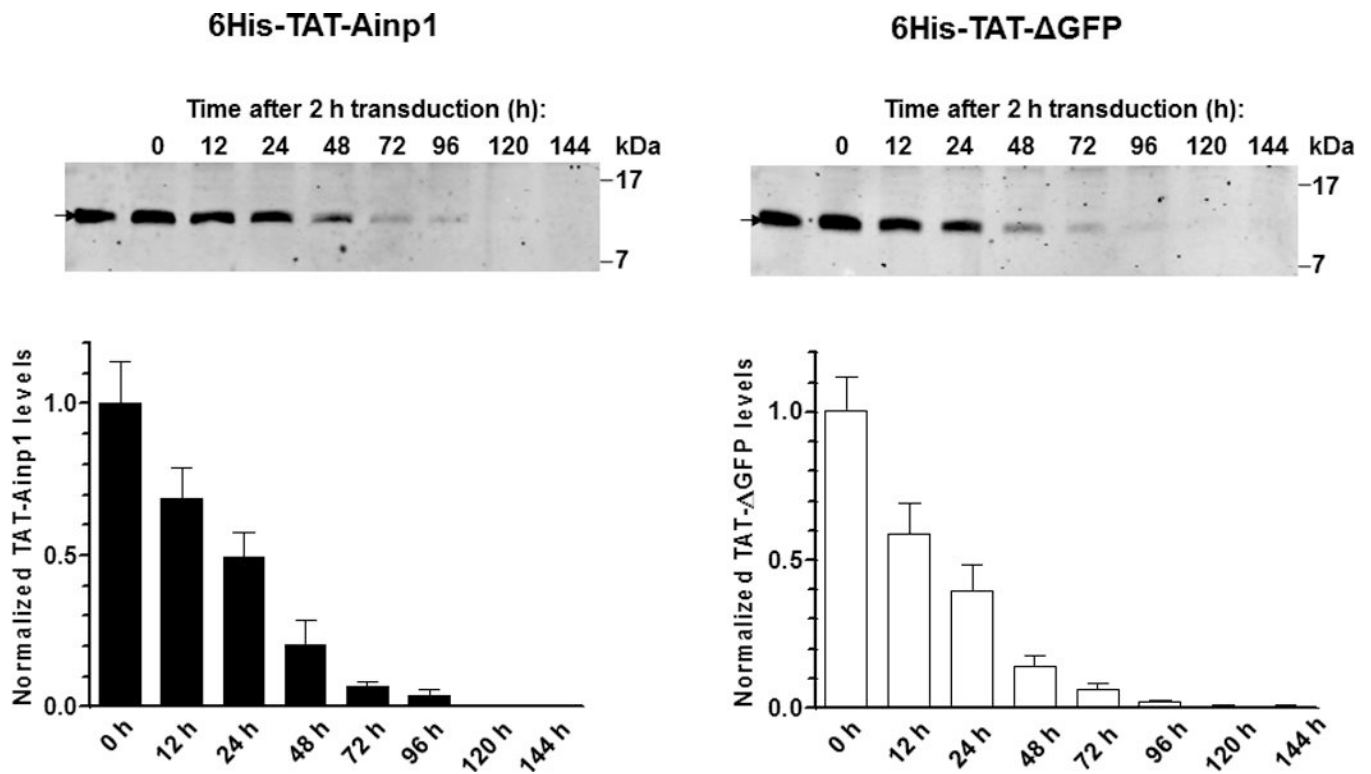 6His-TAT-Ainp1
Time after 2 h transduction (h):
0 12 24 48 72 96 120 144 kDa
17
7
Normalized TAT-Ainp1 levels
1.0
0.5
0.0
0 h 12 h 24 h 48 h 72 h 96 h 120 h 144 h
6His-TAT-ΔGFP
Time after 2 h transduction (h):
0 12 24 48 72 96 120 144 kDa
17
7
Normalized TAT-ΔGFP levels
1.0
0.5
0.0
0 h 12 h 24 h 48 h 72 h 96 h 120 h 144 h